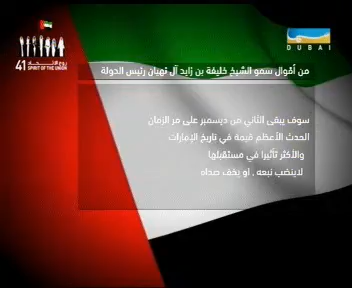 روح الاتحاد
41 SPIRIT OF THE UNION
DUBAI
من أقوال سمو الشيخ خليفة بن زايد آل نهيان رئيس الدولة
سوف يبقى الثاني من ديسمبر على مر الزمان
الحدث الأعظم قيمة في تاريخ الإمارات
والأكثر تأثيرا في مستقبلها
لاينضب نبعه , او يخف صداه